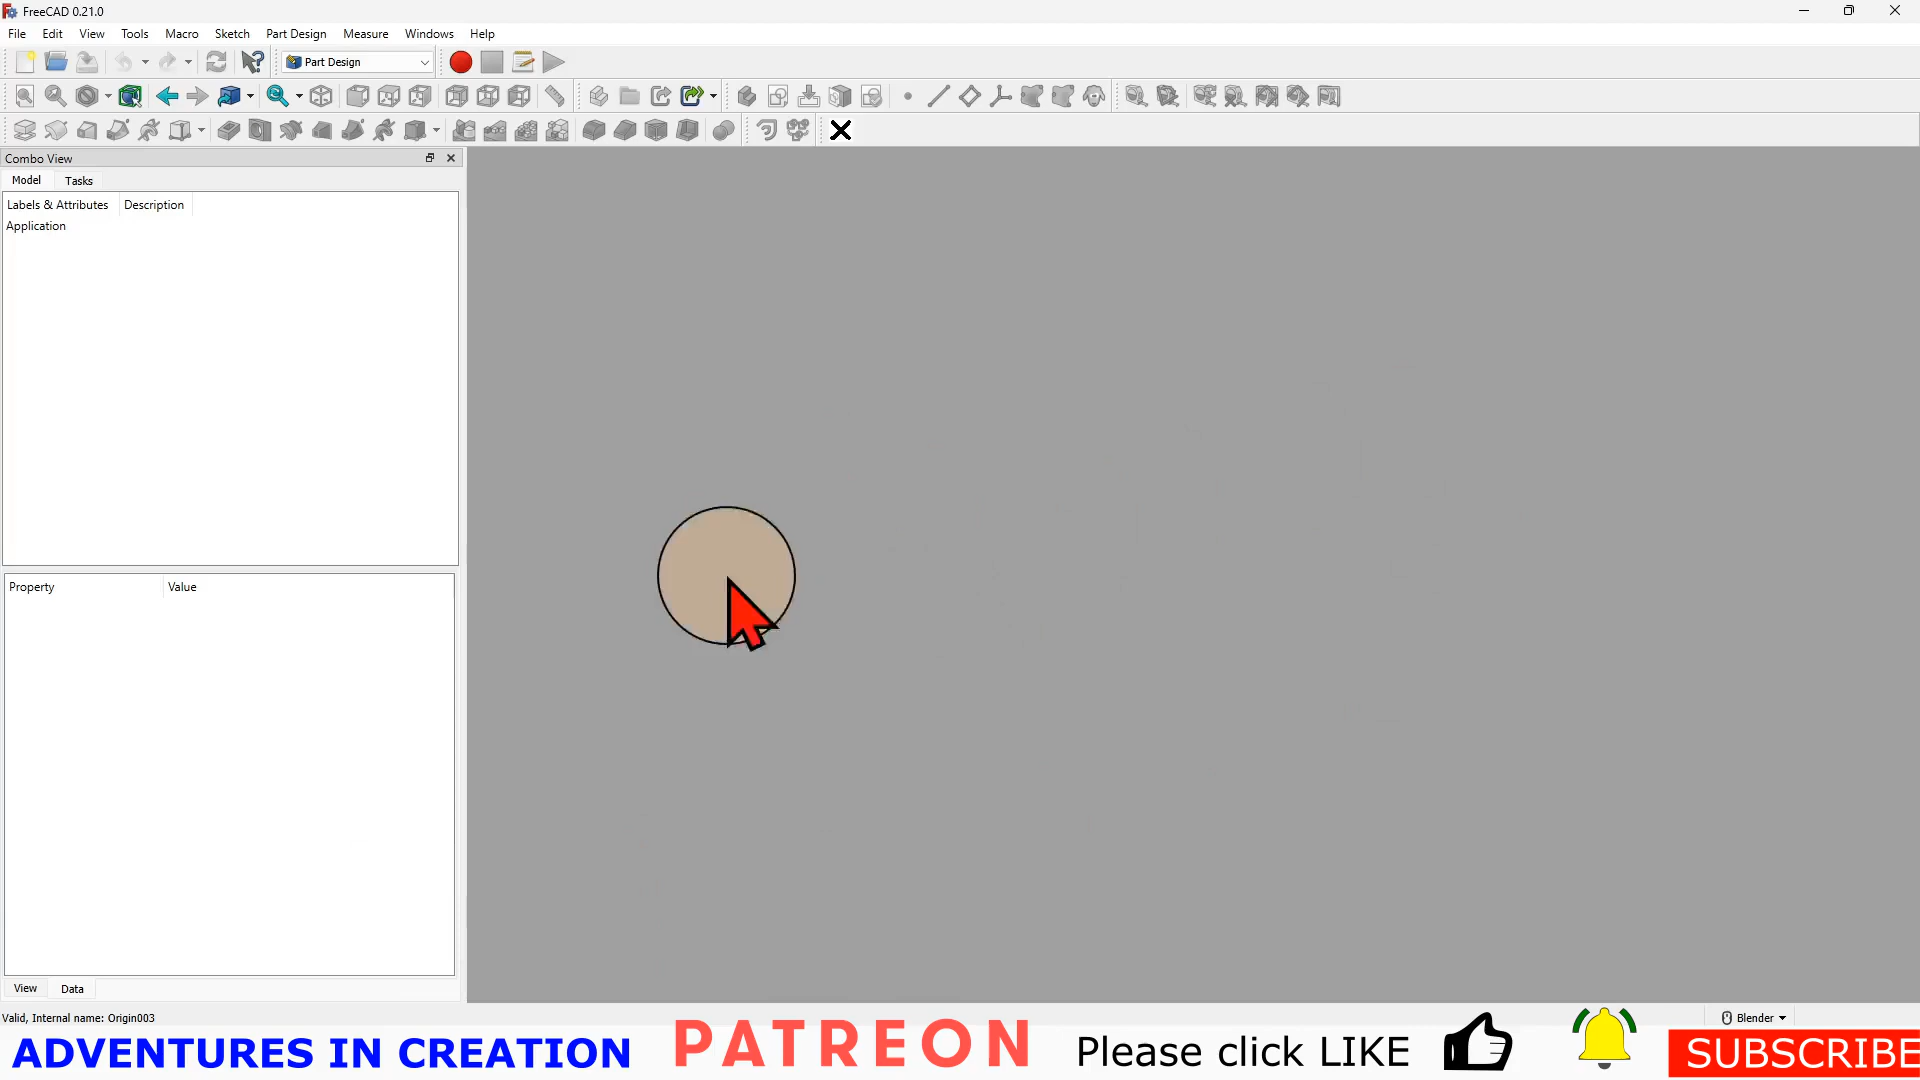 FreeCAD 0.21.0
File Edit View Tools Macro Sketch Part Design Measure Windows Help
Part Design
Combo View
Model Tasks
Labels & Attributes Description
Application
Property Value
View Data
Valid, Internal name: Origin003
Blender
ADVENTURES IN CREATION PATREON Please click LIKE SUBSCRIBE